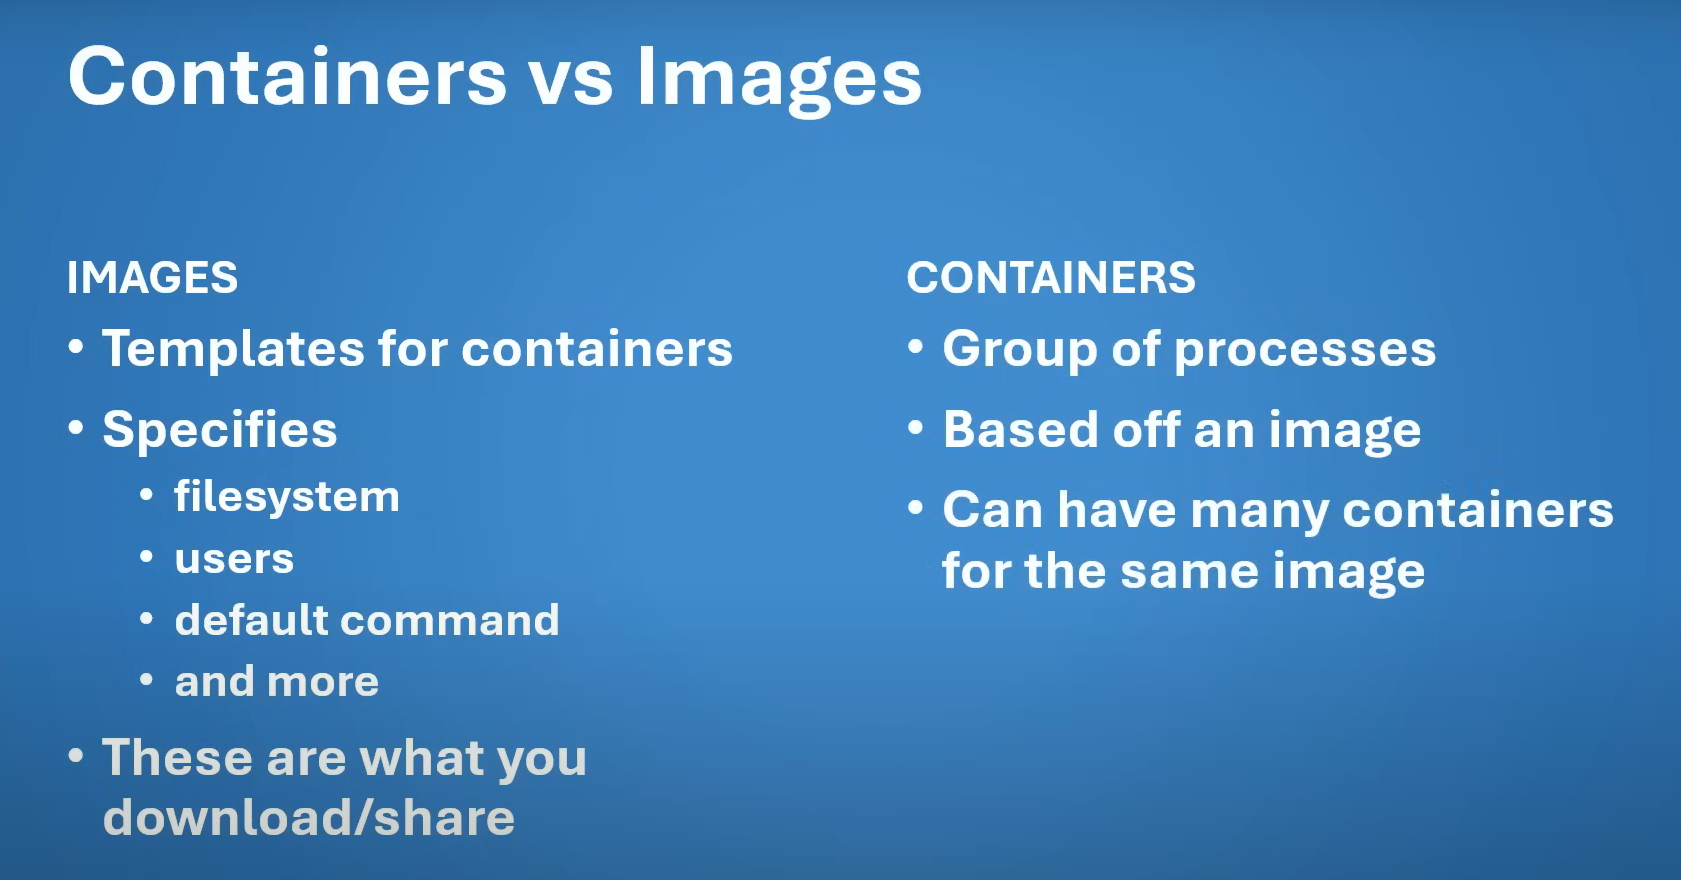 Containers vs Images
IMAGES
• Templates for containers
• Specifies
• filesystem
• users
• default command
• and more
• These are what you
download/share
CONTAINERS
• Group of processes
• Based off an image
• Can have many containers
for the same image